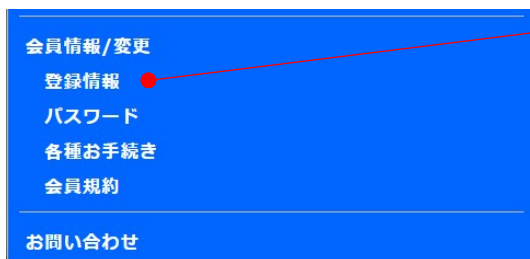 会員情報/変更
登録情報
パスワード
各種お手続き
会員規約
お問い合わせ